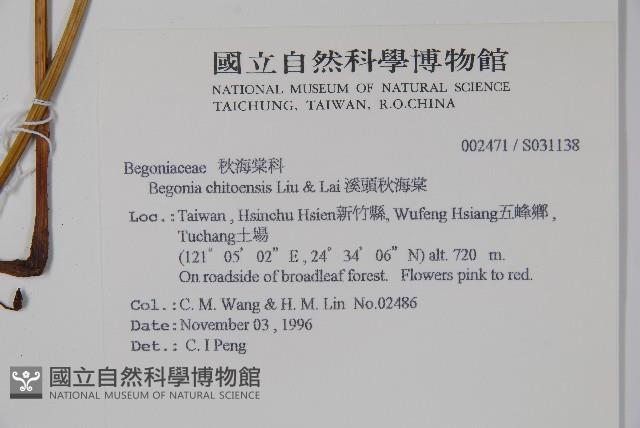 國立自然科學博物館
NATIONAL MUSEUM OF NATURAL SCIENCE
TAICHUNG, TAIWAN, R.O.CHINA
002471 / S031138
Begoniaceae 秋海棠科
Begonia chitoensis Liu & Lai 溪頭秋海棠
Loc.: Taiwan , Hsinchu Hsien新竹縣, Wufeng Hsiang五峰鄉 ,
Tuchang土場
(121° 05' 02" E , 24° 34' 06" N) alt. 720 m.
On roadside of broadleaf forest. Flowers pink to red.
Col.: C. M. Wang & H. M. Lin No.02486
Date: November 03 , 1996
Det.: C. I Peng
國立自然科學博物館
NATIONAL MUSEUM OF NATURAL SCIENCE